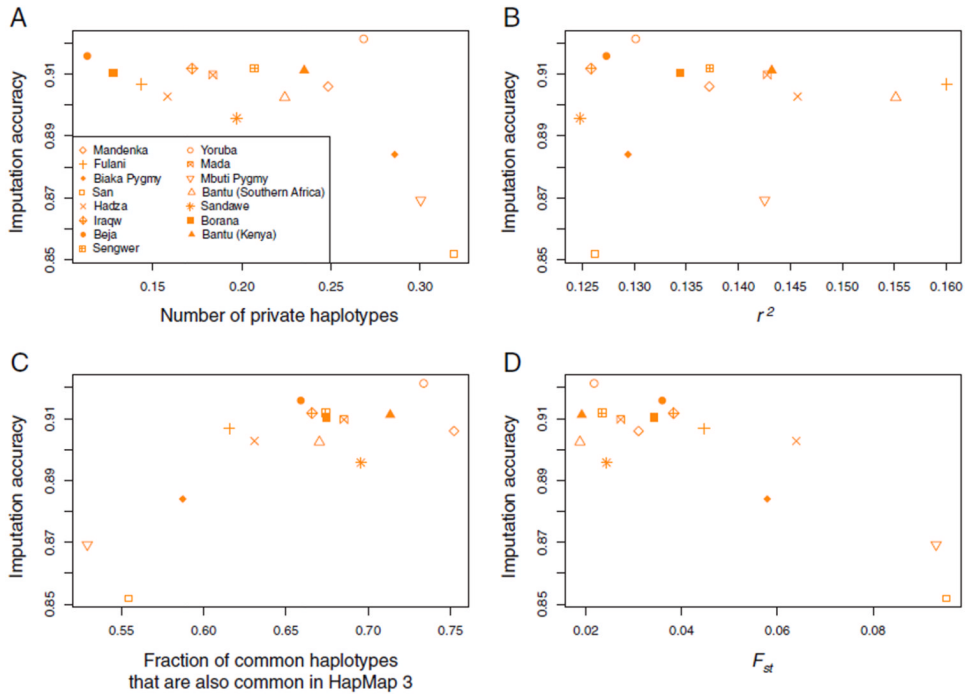 A
Imputation accuracy
0.91
0.89
0.87
0.85
Mandenka
Fulani
Biaka Pygmy
San
Hadza
Iraqw
Beja
Sengwer
Yoruba
Mada
Mbuti Pygmy
Bantu (Southern Africa)
Sandawe
Borana
Bantu (Kenya)
0.15 0.20 0.25 0.30
Number of private haplotypes
B
Imputation accuracy
0.91
0.89
0.87
0.85
0.125 0.130 0.135 0.140 0.145 0.150 0.155 0.160
r²
C
Imputation accuracy
0.91
0.89
0.87
0.85
0.55 0.60 0.65 0.70 0.75
Fraction of common haplotypes
that are also common in HapMap 3
D
Imputation accuracy
0.91
0.89
0.87
0.85
0.02 0.04 0.06 0.08
Fst